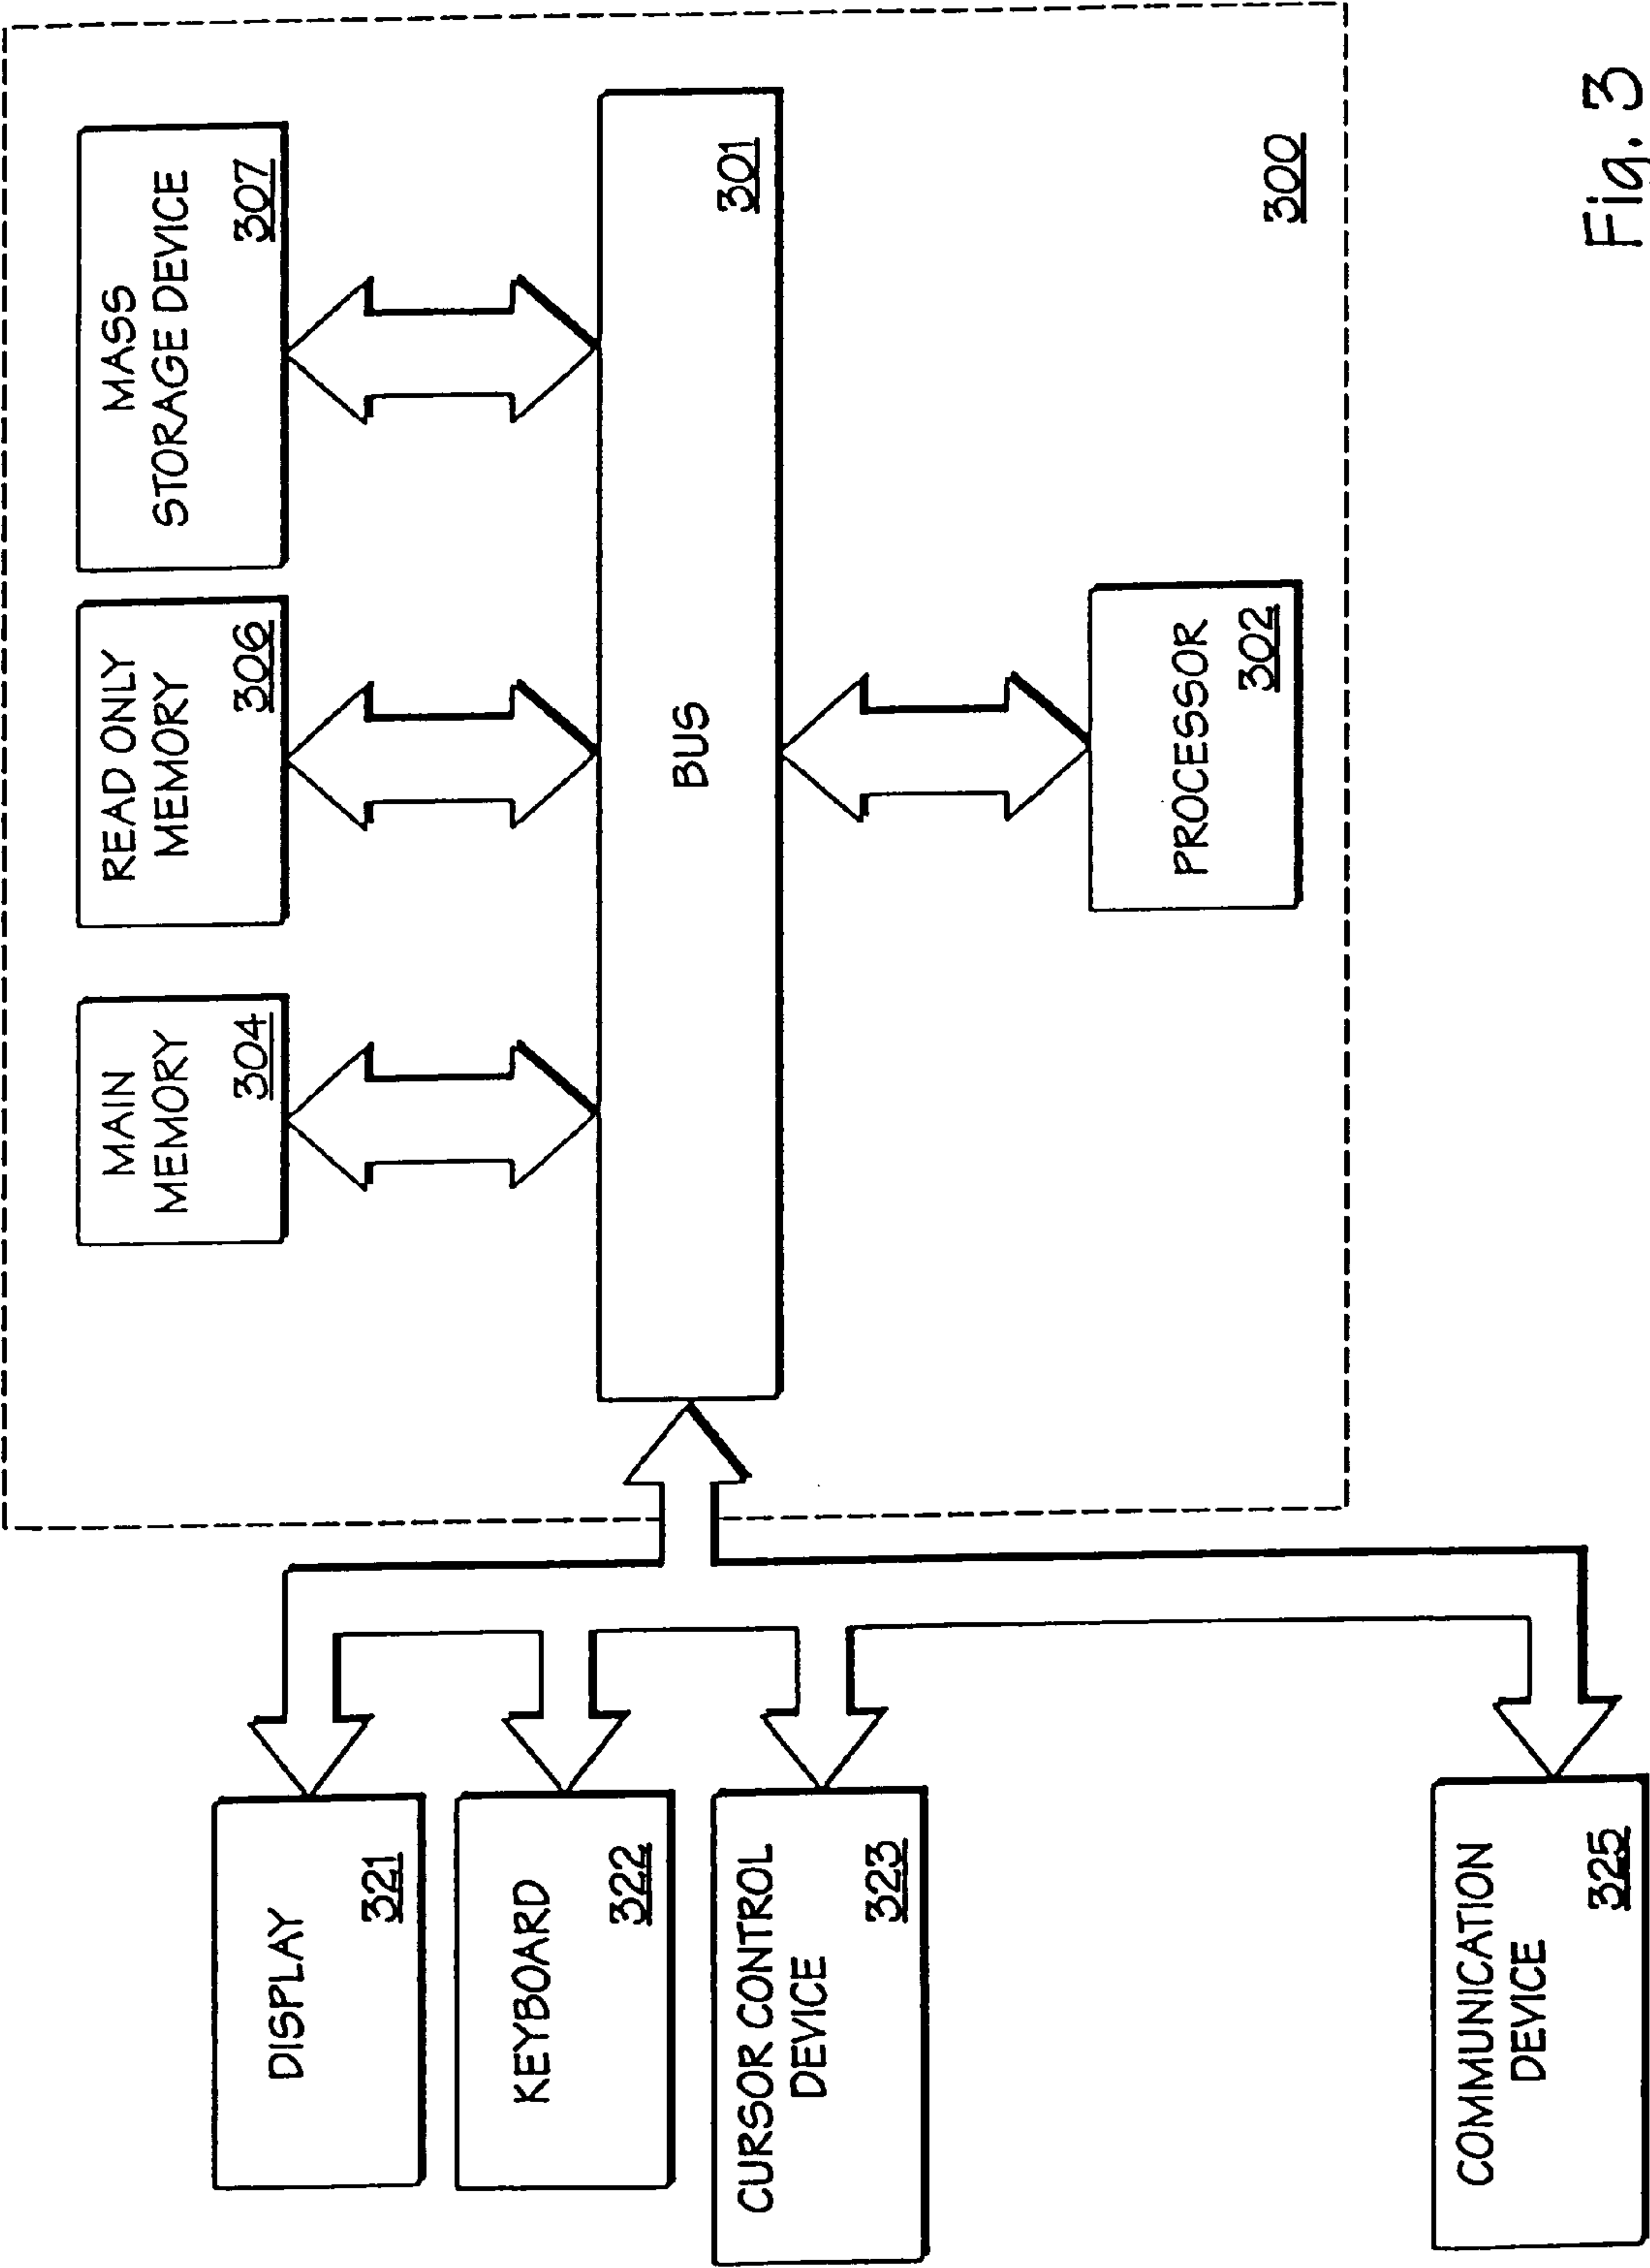 MAIN
MEMORY
304
READ ONLY
MEMORY
306
MASS
STORAGE DEVICE
307
DISPLAY
321
KEYBOARD
322
CURSOR CONTROL
DEVICE
323
COMMUNICATION
DEVICE
325
BUS
301
PROCESSOR
302
300
Fig. 3